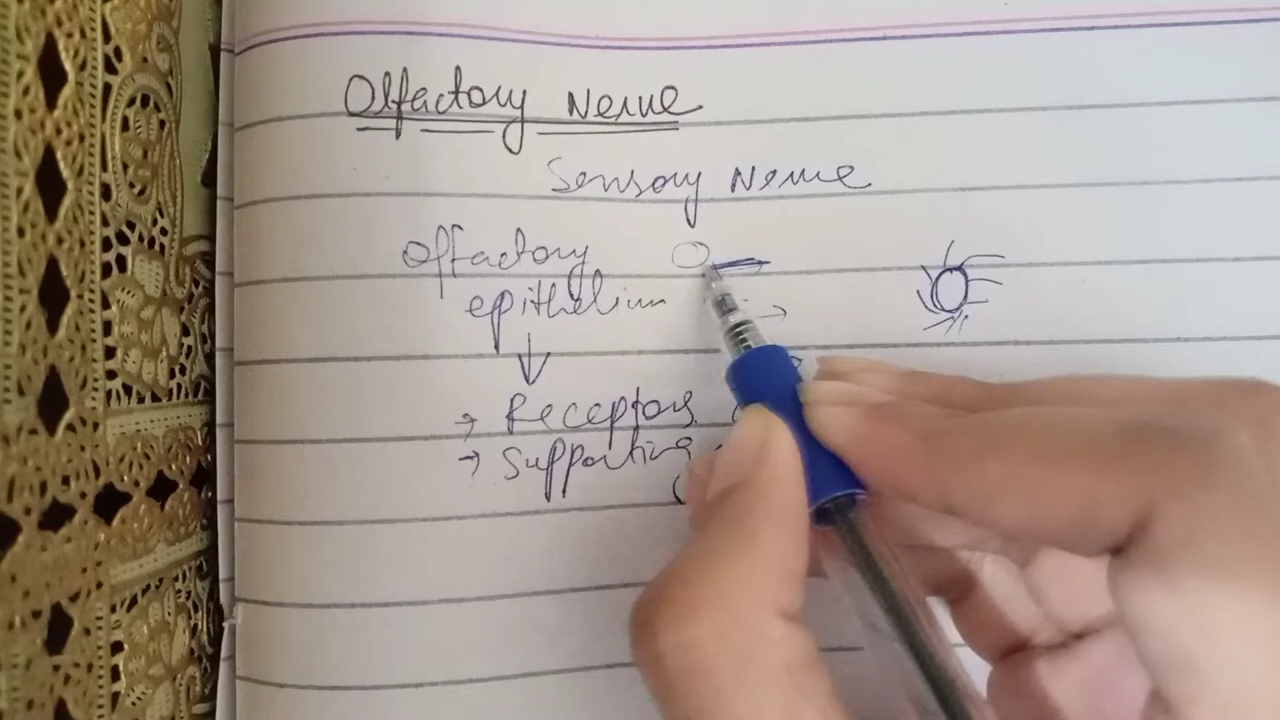 Olfactory Nerve
Sensory Nerve
Olfactory
epithelium
↓
→ Receptors
→ Supporting